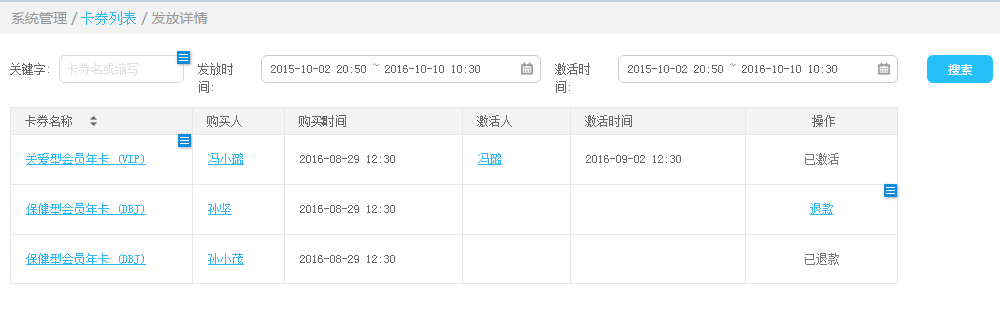 系统管理 / 卡券列表 / 发放详情
关键字： 卡券名或缩写 发放时间： 2015-10-02 20:50 ~ 2016-10-10 10:30 激活时间： 2015-10-02 20:50 ~ 2016-10-10 10:30 搜索
卡券名称 购买人 购买时间 激活人 激活时间 操作
关爱型会员年卡 (VIP) 冯小璐 2016-08-29 12:30 冯璐 2016-09-02 12:30 已激活
保健型会员年卡 (DBJ) 孙坚 2016-08-29 12:30 退款
保健型会员年卡 (DBJ) 孙小茂 2016-08-29 12:30 已退款